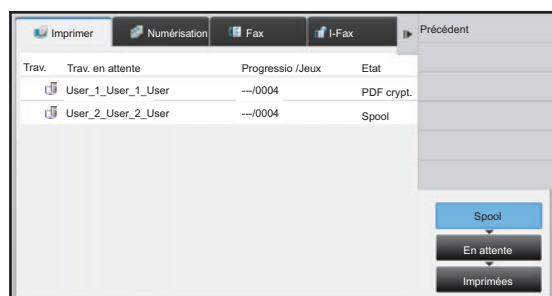 Imprimer Numérisation Fax I-Fax Précédent
Trav. Trav. en attente Progressio /Jeux Etat
User_1_User_1_User ---/0004 PDF crypt.
User_2_User_2_User ---/0004 Spool
Spool
En attente
Imprimées